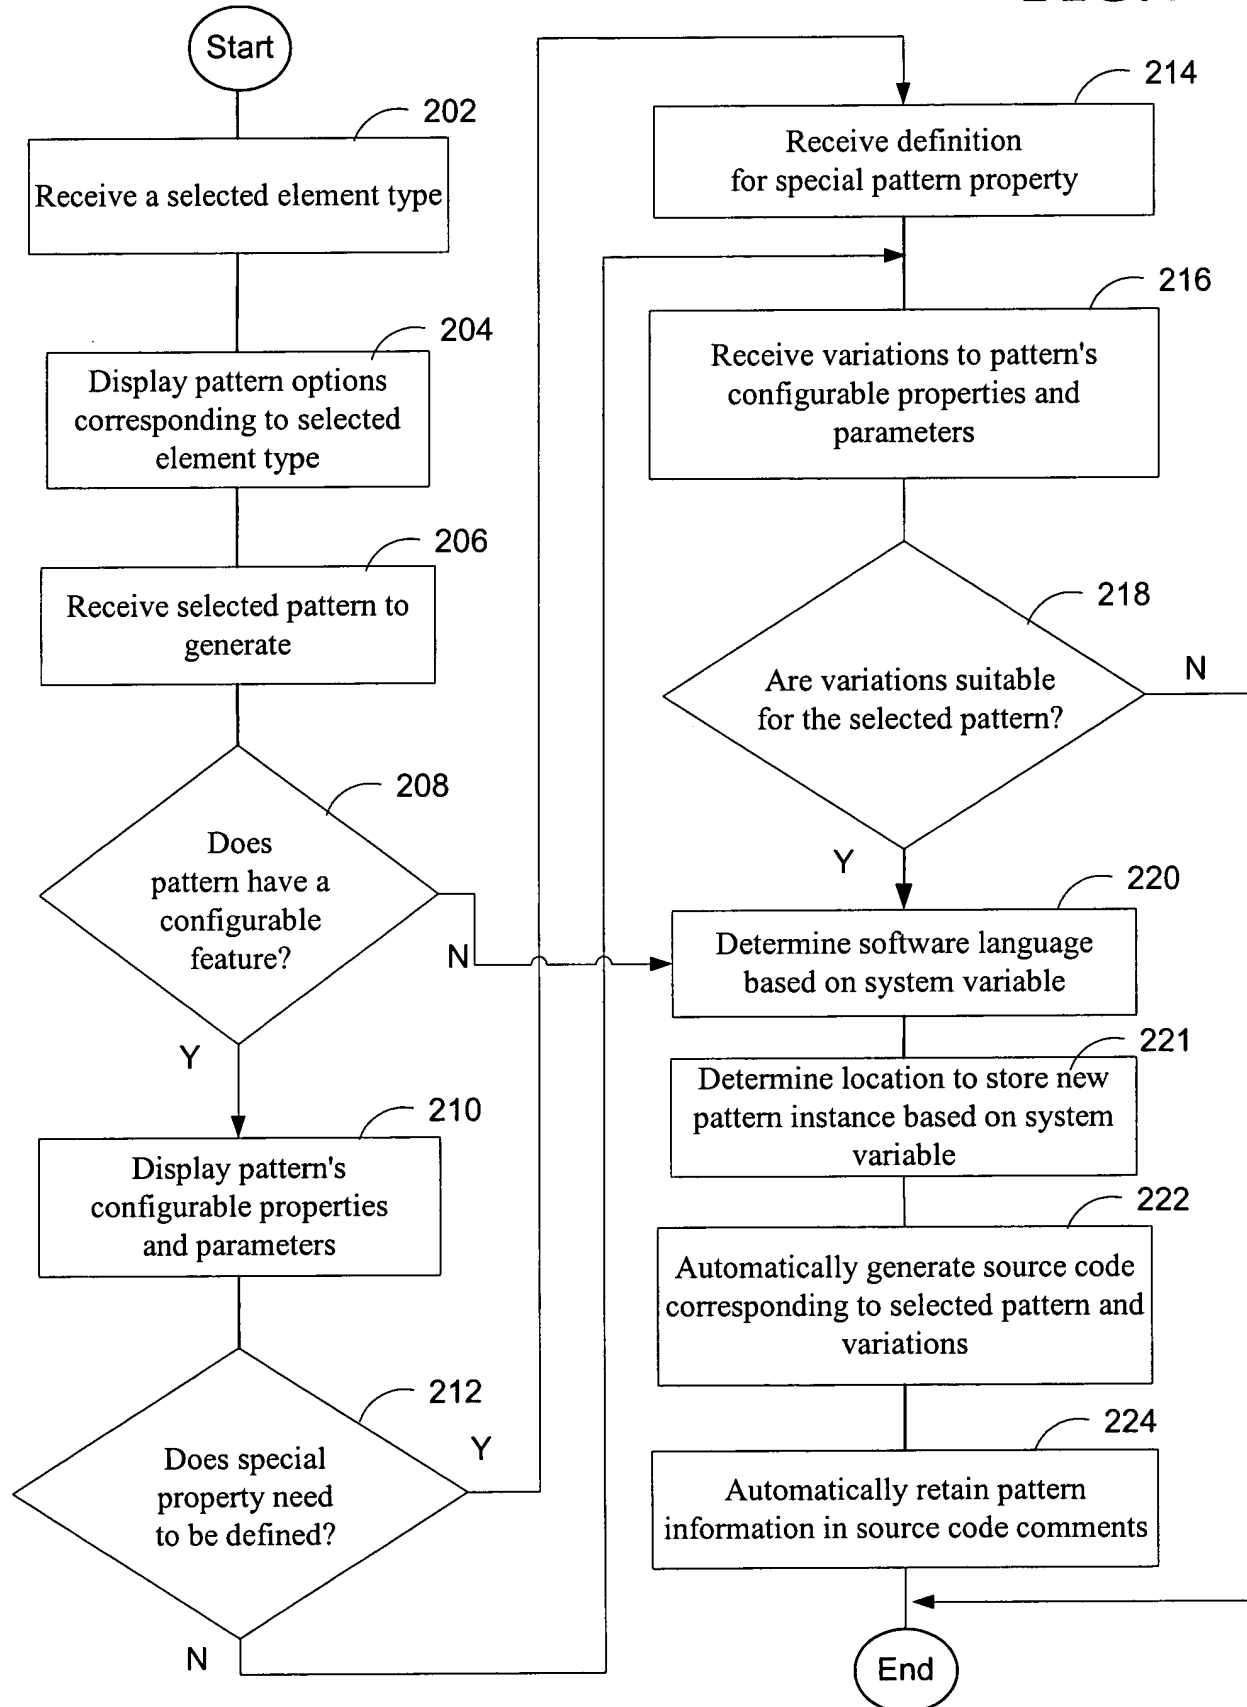 Start
202
Receive a selected element type
204
Display pattern options
corresponding to selected
element type
206
Receive selected pattern to
generate
208
Does
pattern have a
configurable
feature?
N
Y
210
Display pattern's
configurable properties
and parameters
212
Does special
property need
to be defined?
Y
N
214
Receive definition
for special pattern property
216
Receive variations to pattern's
configurable properties and
parameters
218
Are variations suitable
for the selected pattern?
N
Y
220
Determine software language
based on system variable
221
Determine location to store new
pattern instance based on system
variable
222
Automatically generate source code
corresponding to selected pattern and
variations
224
Automatically retain pattern
information in source code comments
End